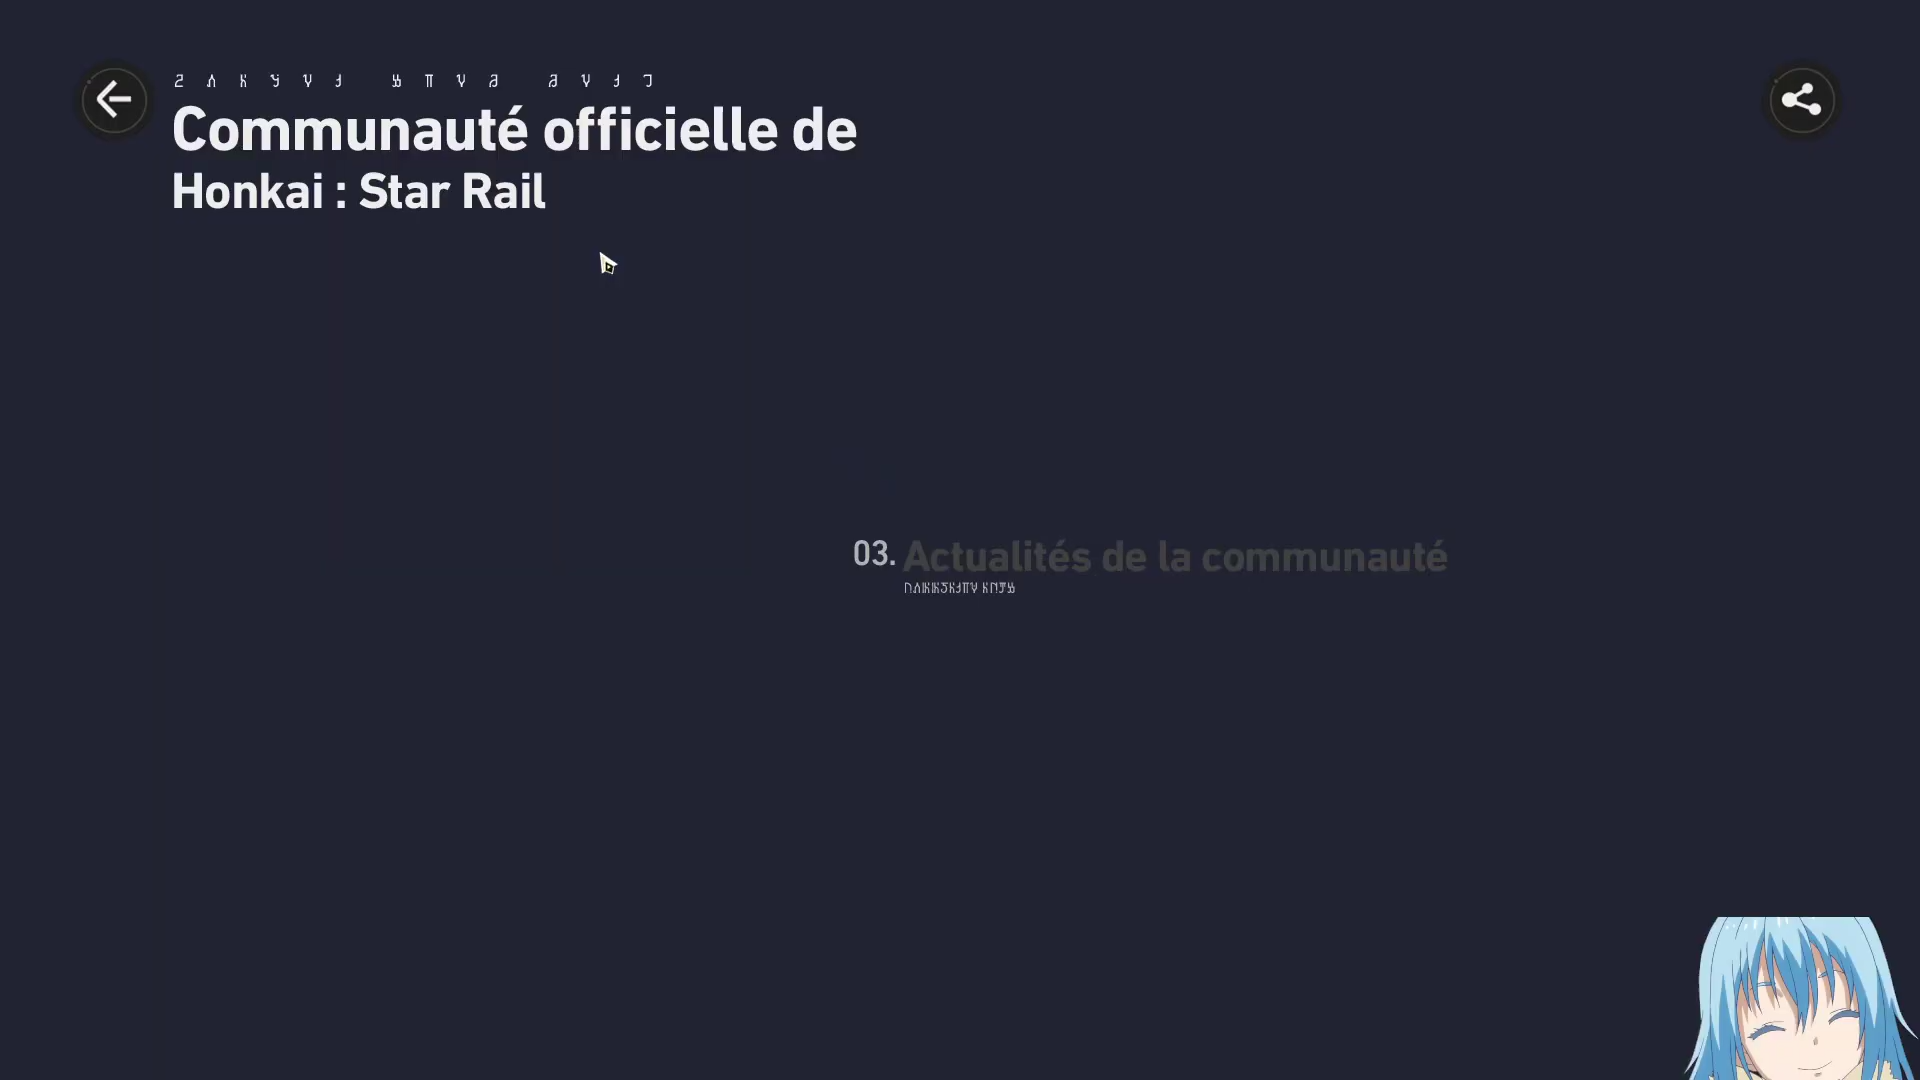 Communauté officielle de
Honkai : Star Rail
03. Actualités de la communauté